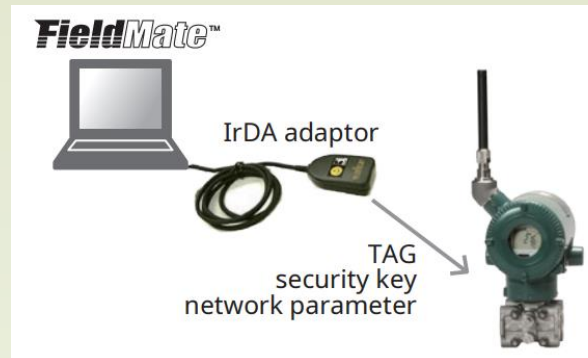 FieldMate™
IrDA adaptor
TAG
security key
network parameter